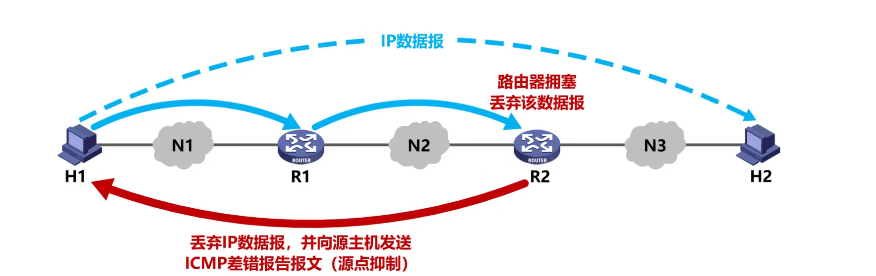 IP数据报
路由器拥塞
丢弃该数据报
N1
N2
N3
ROUTER
ROUTER
H1
R1
R2
H2
丢弃IP数据报，并向源主机发送
ICMP差错报告报文（源点抑制）